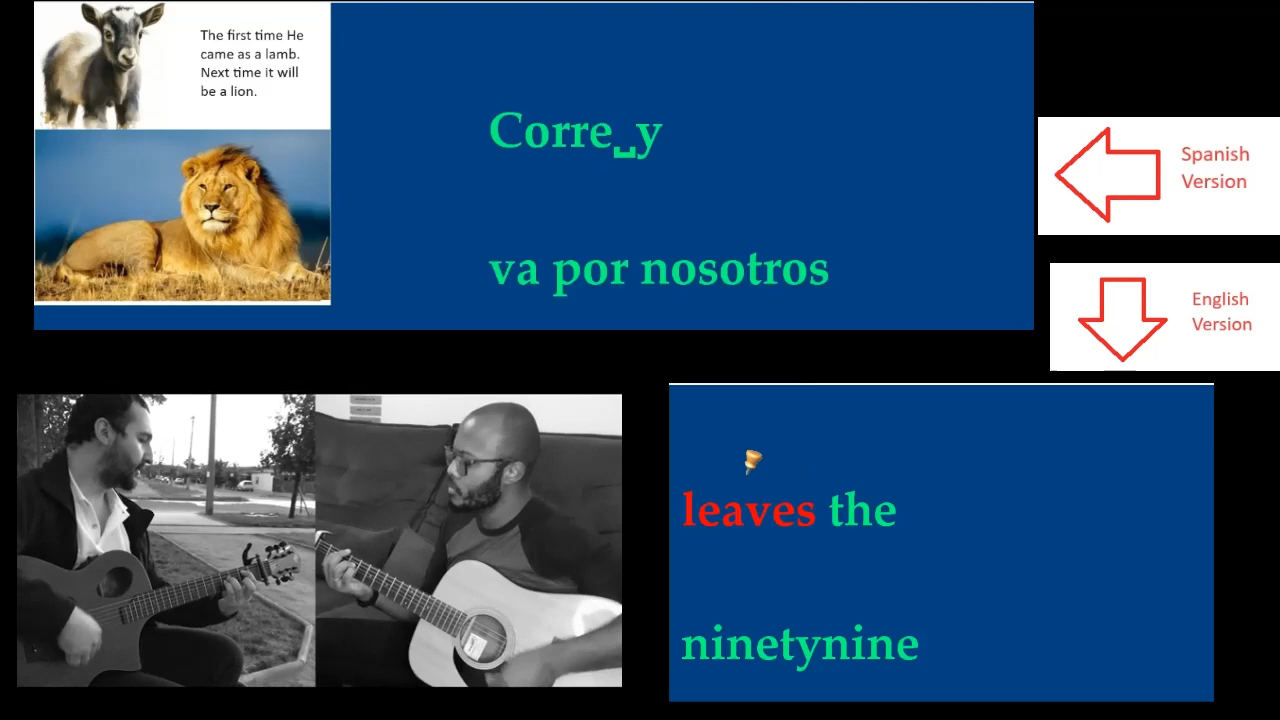 The first time He
came as a lamb.
Next time it will
be a lion.
Corre␣y
va por nosotros
Spanish
Version
English
Version
leaves the
ninetynine